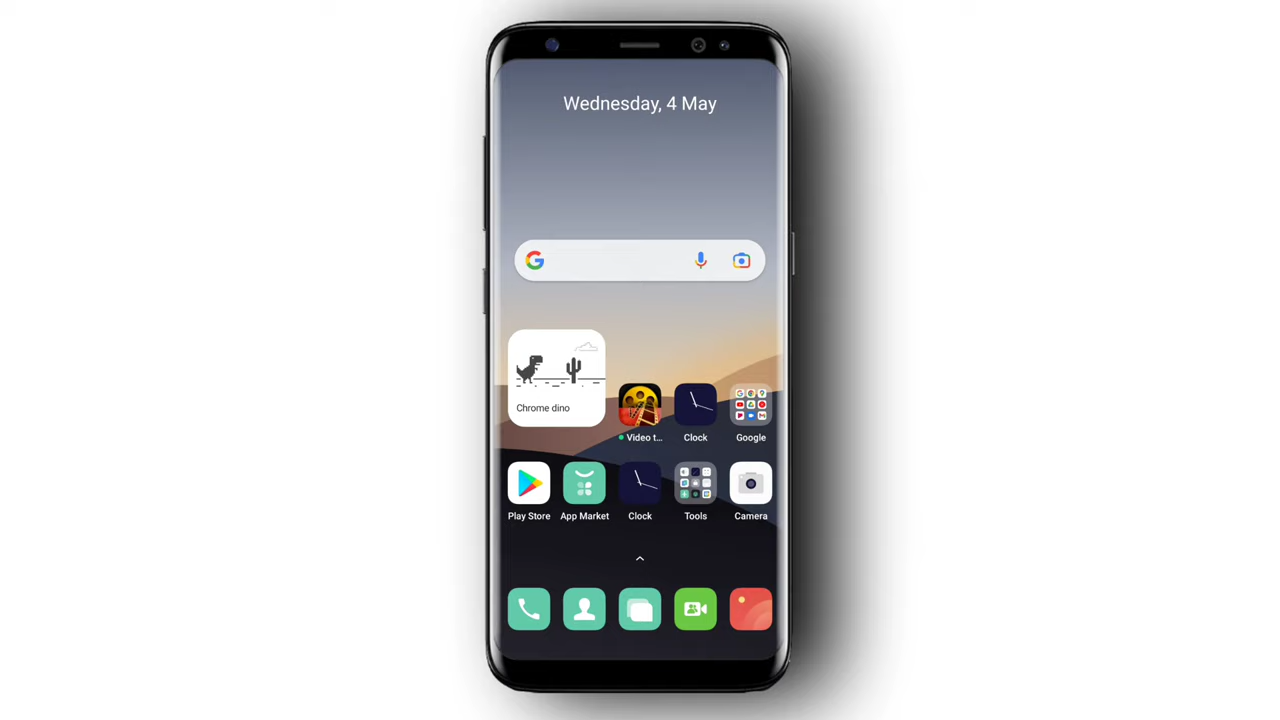 Wednesday, 4 May
Chrome dino
Video t...
Clock
Google
Play Store
App Market
Clock
Tools
Camera